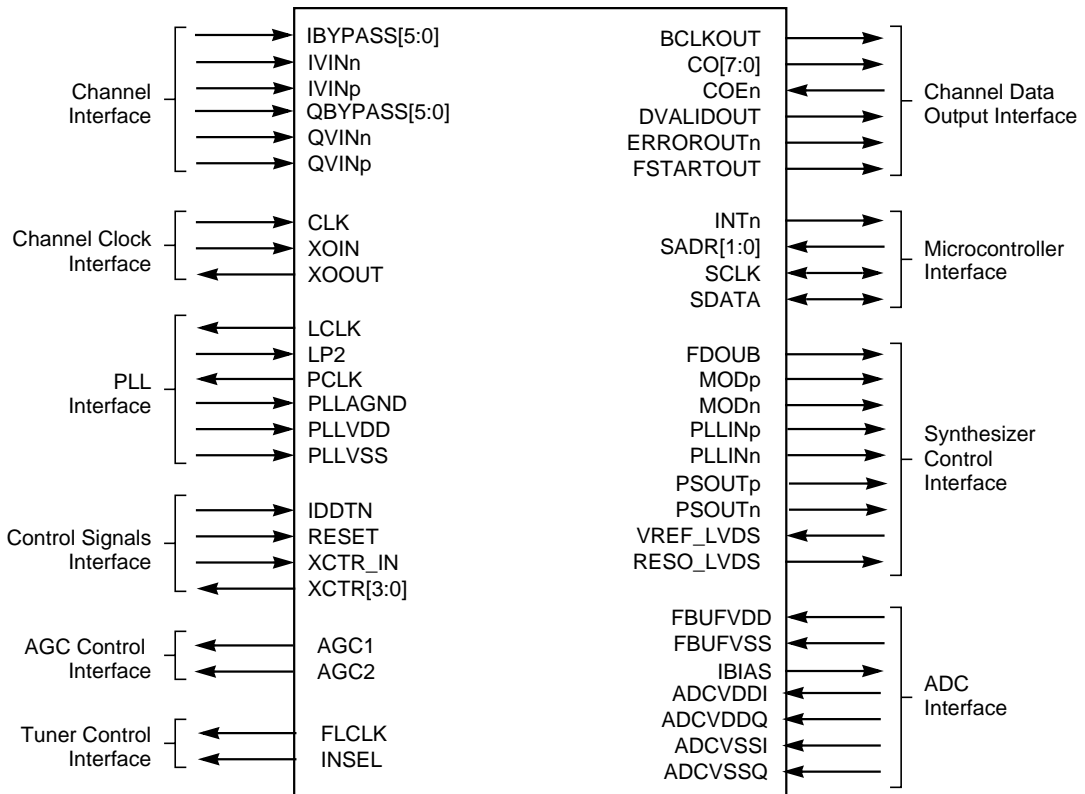 Channel
Interface
IBYPASS[5:0]
IVINn
IVINp
QBYPASS[5:0]
QVINn
QVINp
Channel Clock
Interface
CLK
XOIN
XOOUT
PLL
Interface
LCLK
LP2
PCLK
PLLAGND
PLLVDD
PLLVSS
Control Signals
Interface
IDDTN
RESET
XCTR_IN
XCTR[3:0]
AGC Control
Interface
AGC1
AGC2
Tuner Control
Interface
FLCLK
INSEL
BCLKOUT
CO[7:0]
COEn
DVALIDOUT
ERROROUTn
FSTARTOUT
Channel Data
Output Interface
INTn
SADR[1:0]
SCLK
SDATA
Microcontroller
Interface
FDOUB
MODp
MODn
PLLINp
PLLINn
PSOUTp
PSOUTn
VREF_LVDS
RESO_LVDS
Synthesizer
Control
Interface
FBUFVDD
FBUFVSS
IBIAS
ADCVDDI
ADCVDDQ
ADCVSSI
ADCVSSQ
ADC
Interface